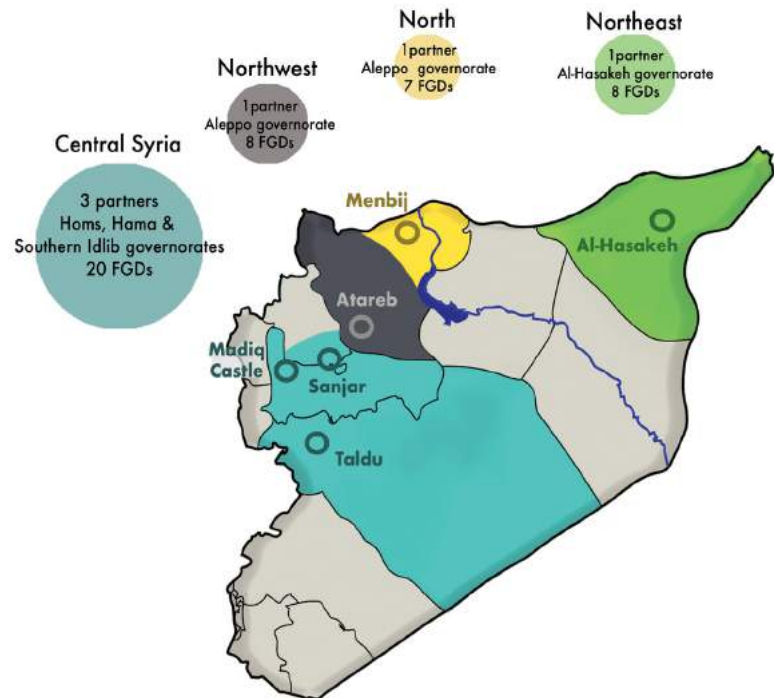 North
1partner
Aleppo governorate
7 FGDs
Northeast
1partner
Al-Hasakeh governorate
8 FGDs
Northwest
1partner
Aleppo governorate
8 FGDs
Central Syria
3 partners
Homs, Hama &
Southern Idlib governorates
20 FGDs
Menbij
Al-Hasakeh
Atareb
Madiq
Castle
Sanjar
Taldu